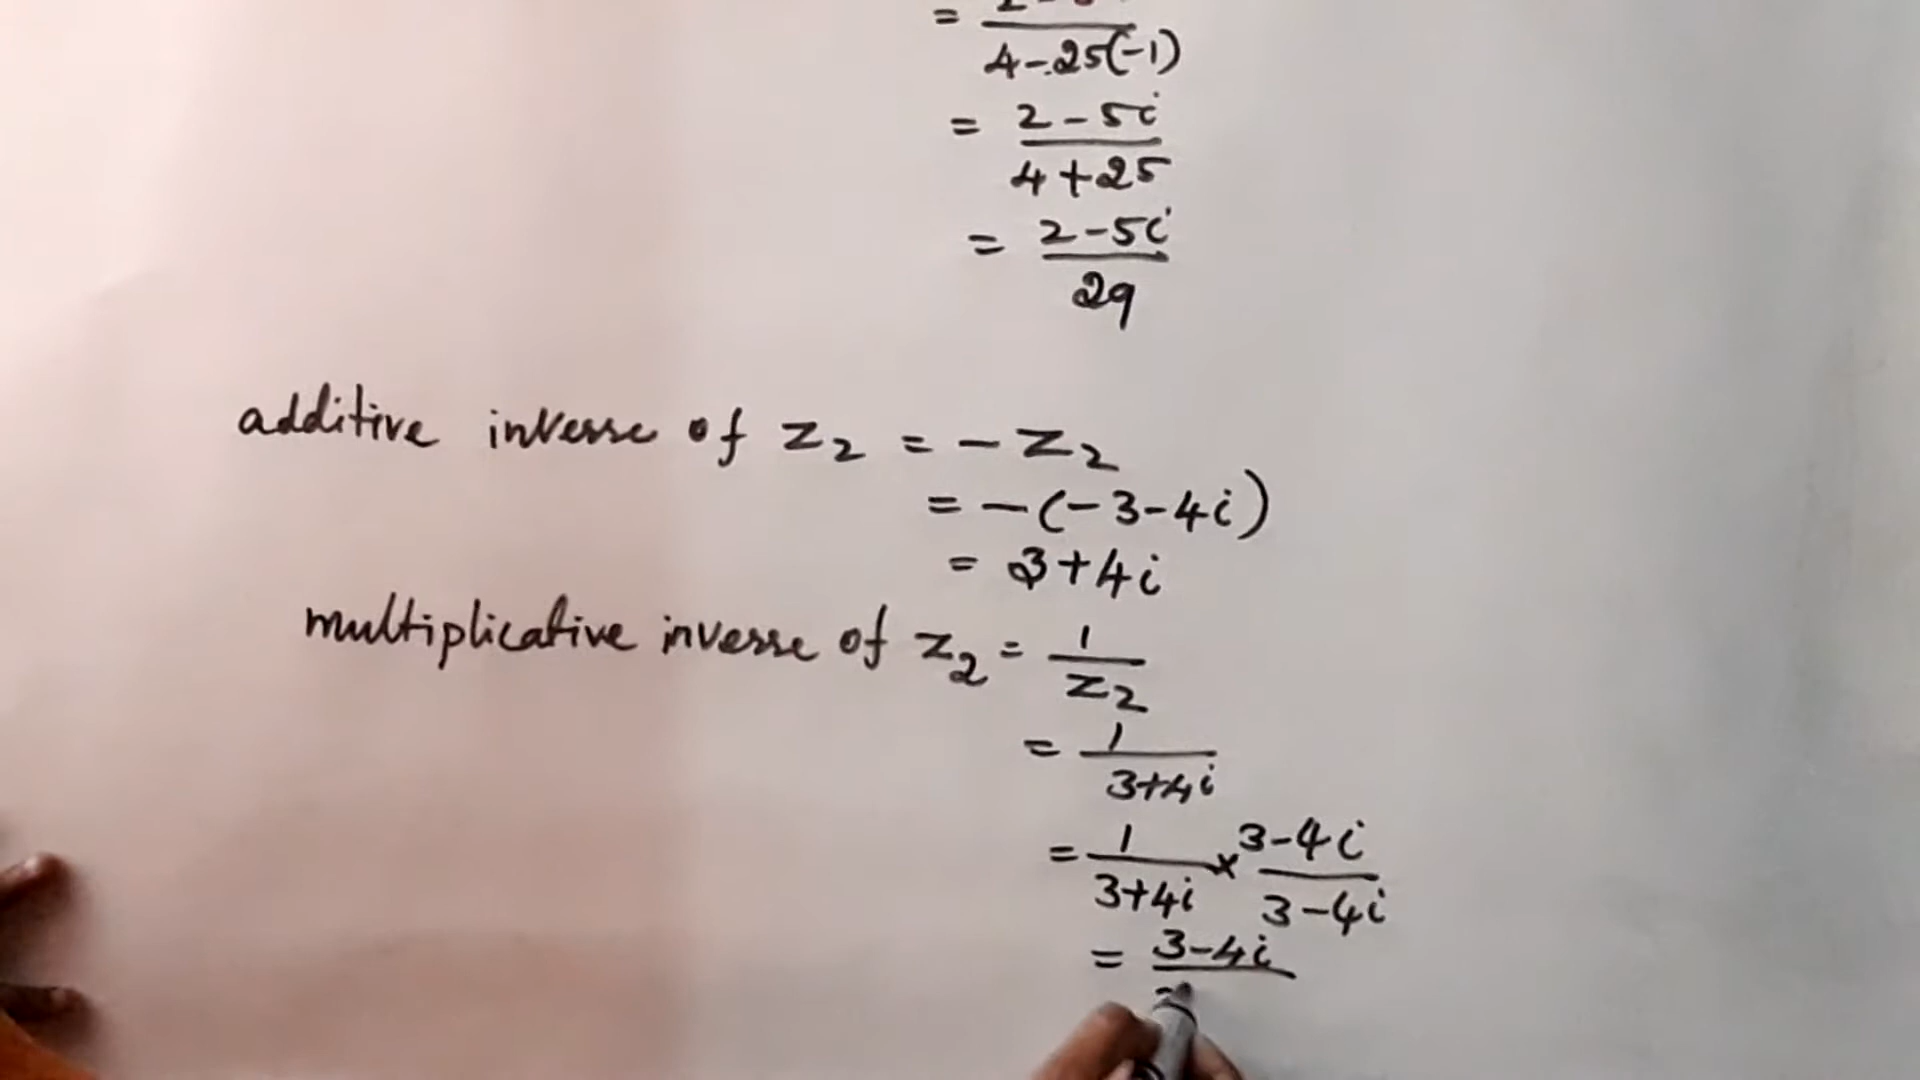 =
4-25(-1)
= 2-5i
4+25
= 2-5i
29
additive inverse of z2 = -z2
= -(-3-4i)
= 3+4i
multiplicative inverse of z2 = 1
z2
= 1
3+4i
= 1 × 3-4i
3+4i 3-4i
= 3-4i